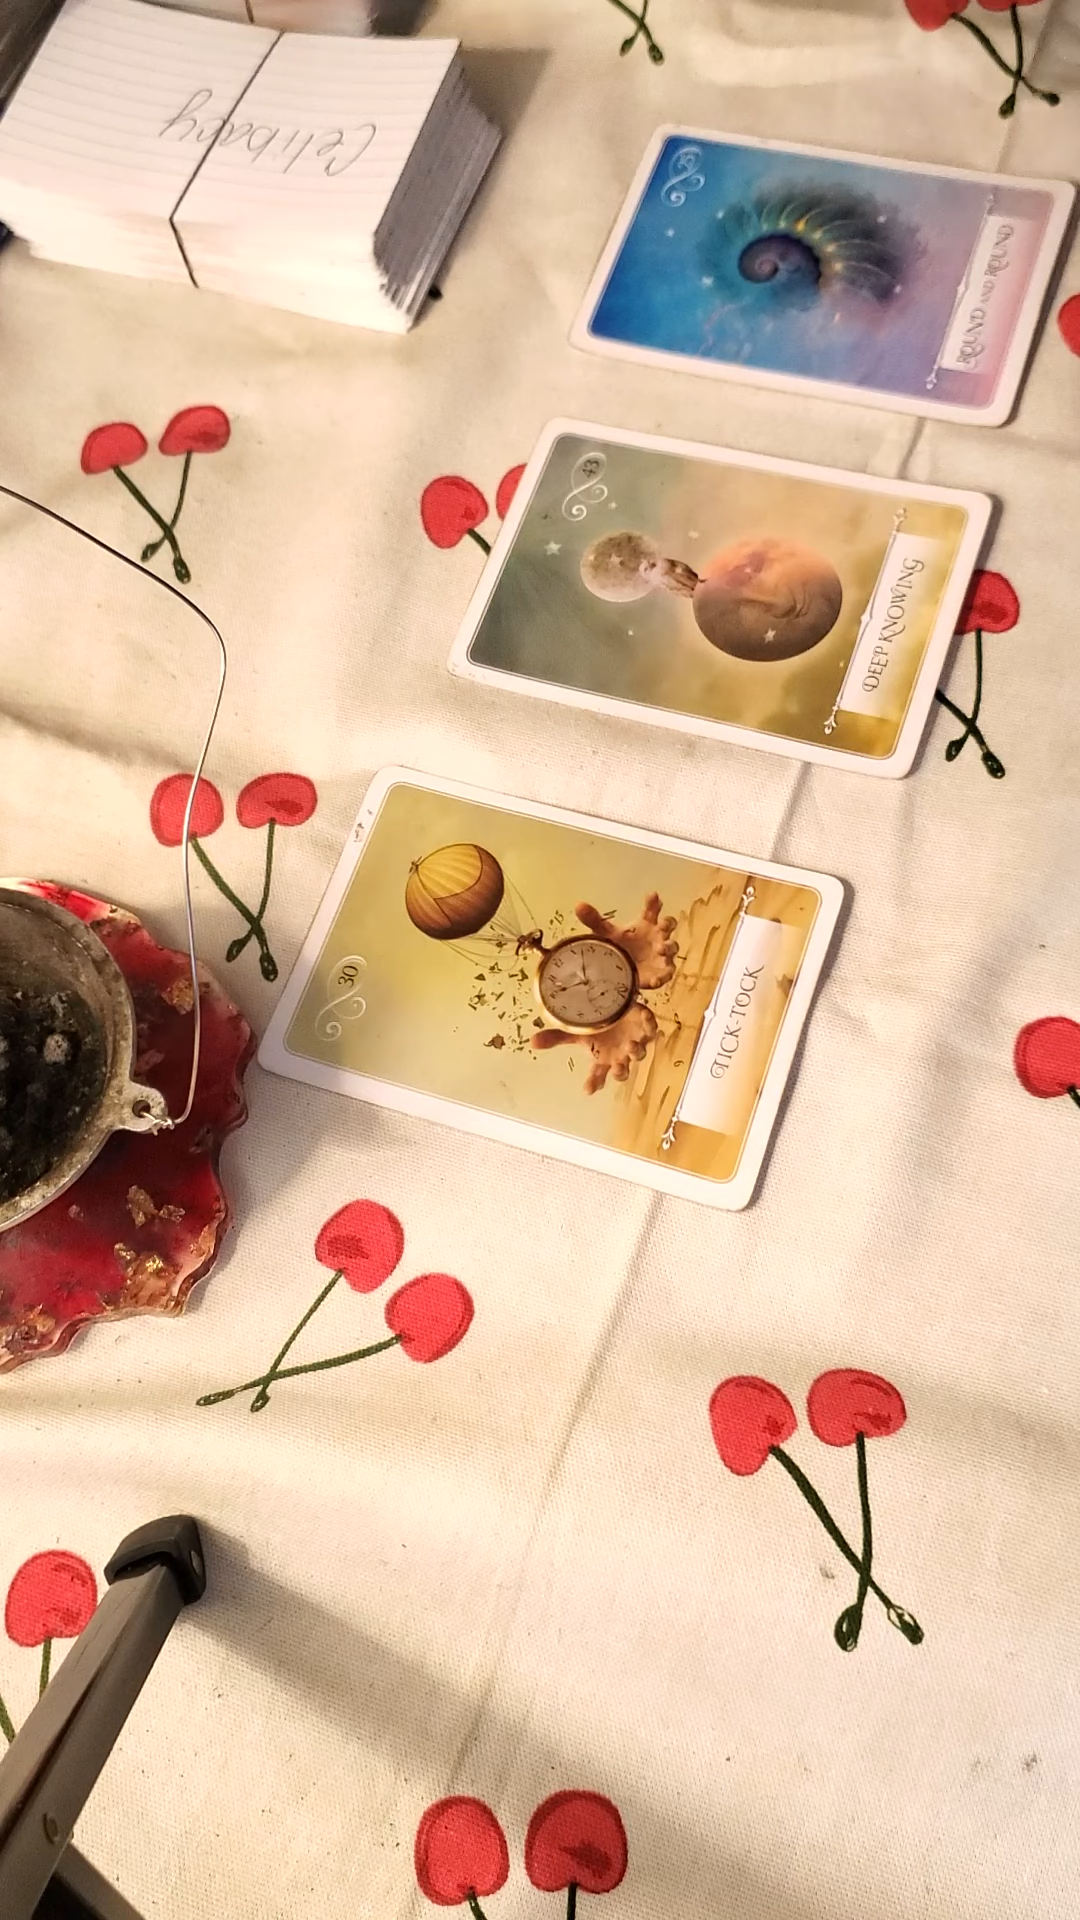 Celibacy
ROUND AND ROUND
43
DEEP KNOWING
30
TICK-TOCK